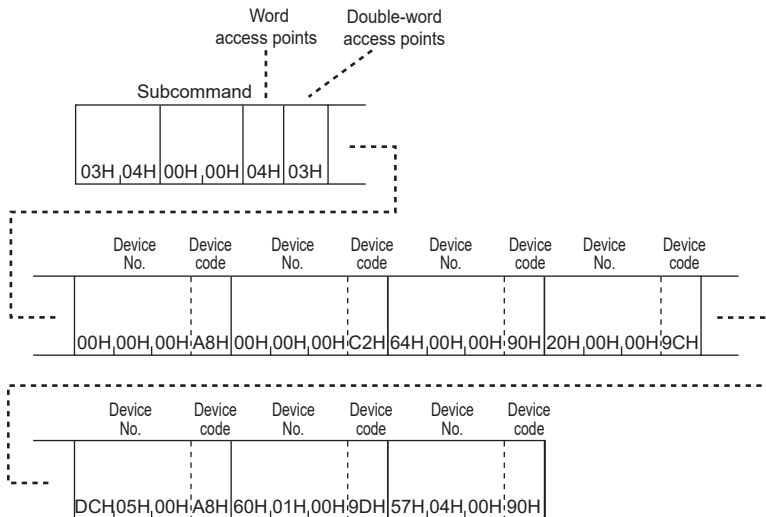 Word access points
Double-word access points
Subcommand
03H 04H 00H 00H 04H 03H
Device No. Device code Device No. Device code Device No. Device code Device No. Device code
00H 00H 00H A8H 00H 00H 00H C2H 64H 00H 00H 90H 20H 00H 00H 9CH
Device No. Device code Device No. Device code Device No. Device code
DCH 05H 00H A8H 60H 01H 00H 9DH 57H 04H 00H 90H